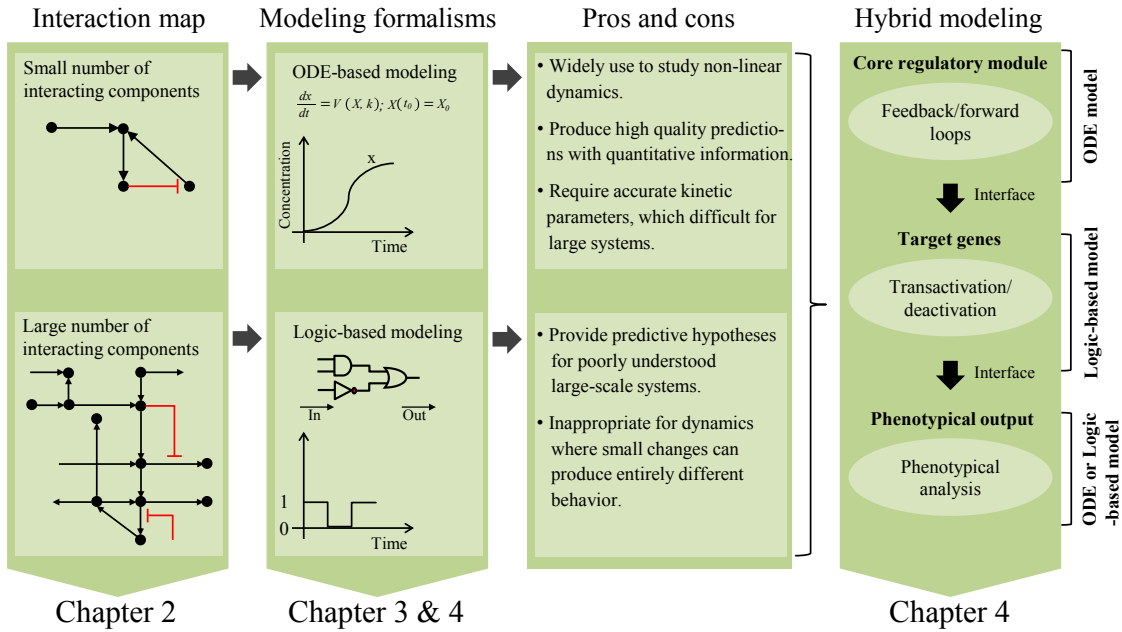 Interaction map
Modeling formalisms
Pros and cons
Hybrid modeling
Small number of
interacting components
ODE-based modeling
dx/dt = V (X, k); X(t₀) = X₀
Concentration
x
Time
• Widely use to study non-linear
dynamics.
• Produce high quality predictio-
ns with quantitative information.
• Require accurate kinetic
parameters, which difficult for
large systems.
Large number of
interacting components
Logic-based modeling
In
Out
1
0
Time
• Provide predictive hypotheses
for poorly understood
large-scale systems.
• Inappropriate for dynamics
where small changes can
produce entirely different
behavior.
Core regulatory module
Feedback/forward
loops
Interface
Target genes
Transactivation/
deactivation
Interface
Phenotypical output
Phenotypical
analysis
ODE model
Logic-based model
ODE or Logic
-based model
Chapter 2
Chapter 3 & 4
Chapter 4